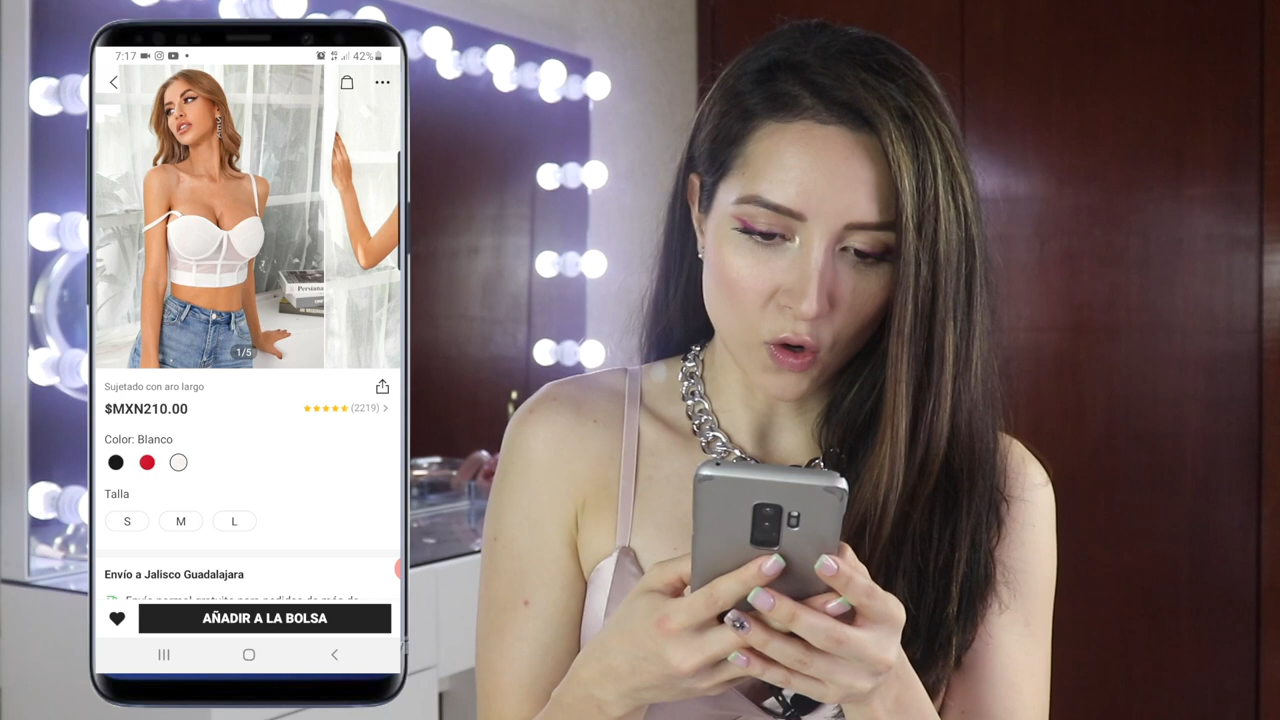 7:17
42%
Persiana
1/5
Sujetado con aro largo
$MXN210.00
(2219)
Color: Blanco
Talla
S M L
Envío a Jalisco Guadalajara
AÑADIR A LA BOLSA